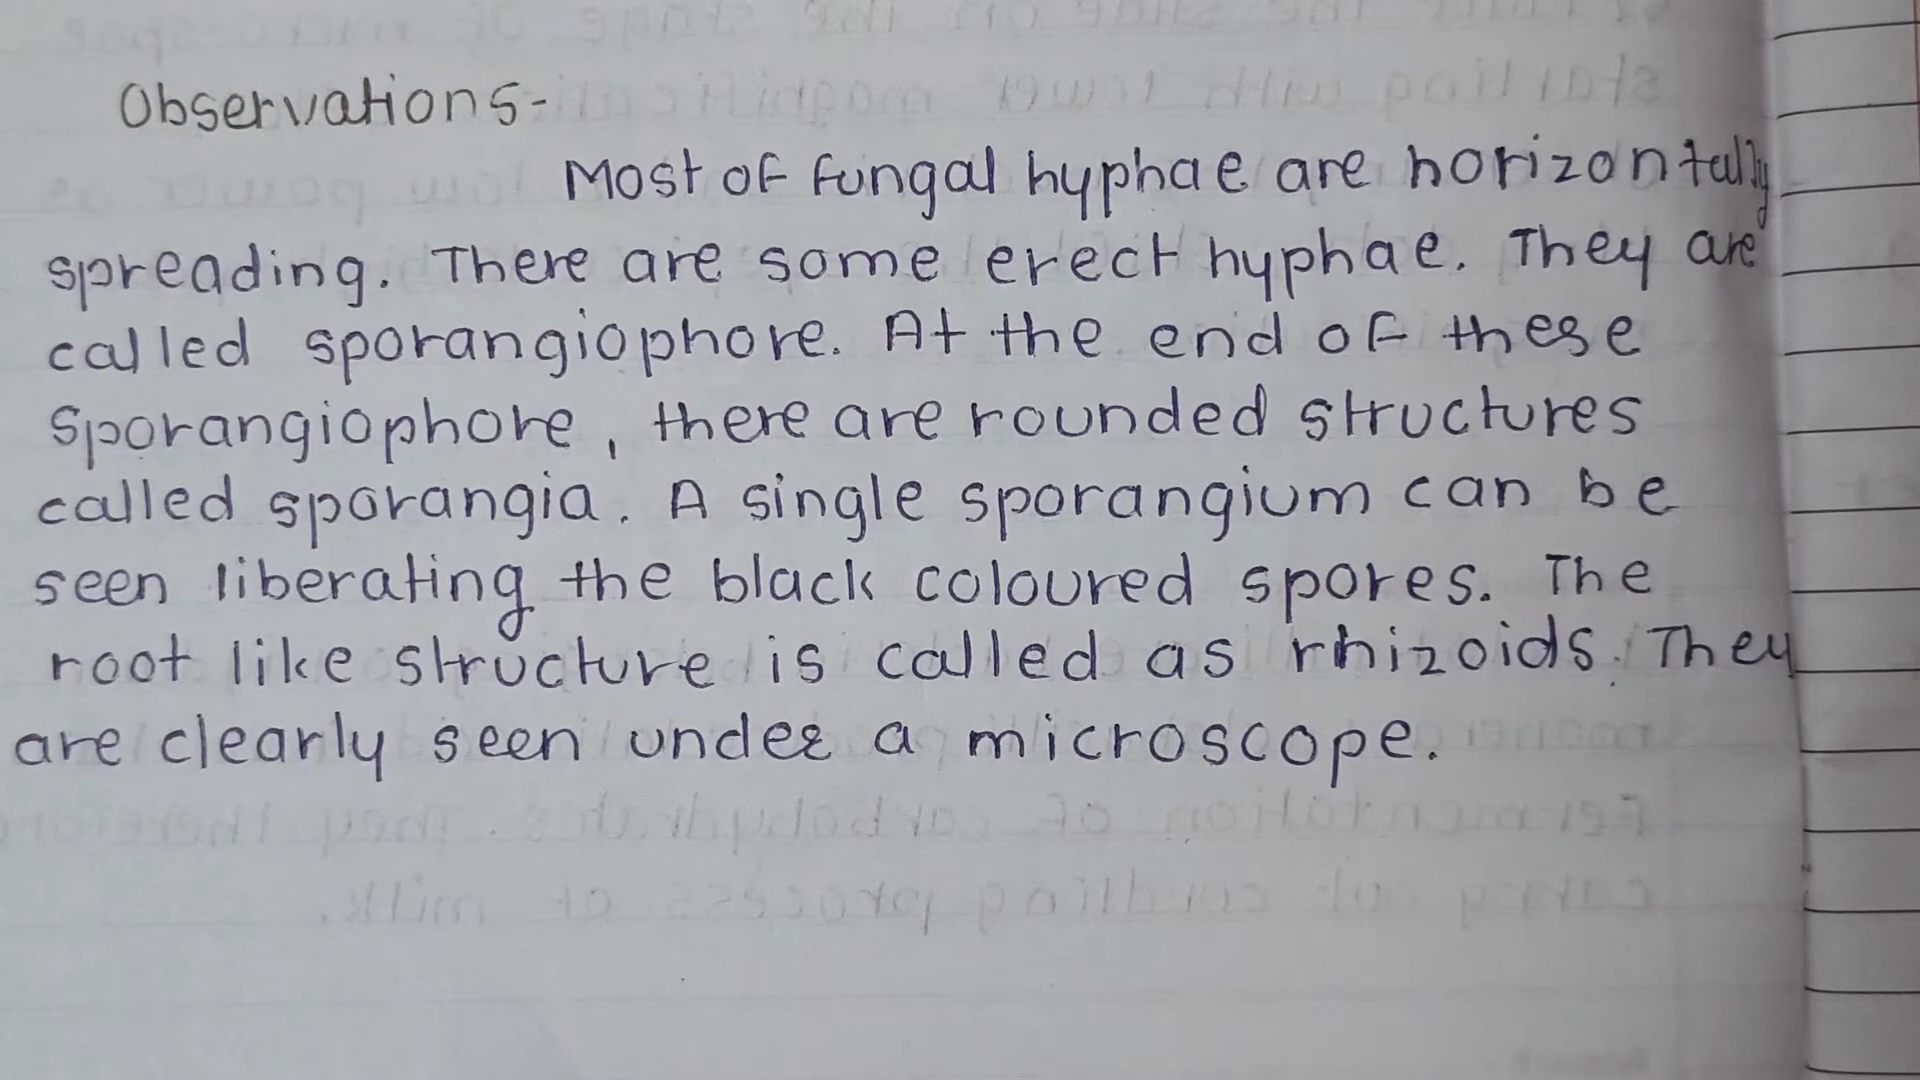 Observations-
Most of fungal hyphae are horizontally
spreading. There are some erect hyphae. They are
called sporangiophore. At the end of these
sporangiophore, there are rounded structures
called sporangia. A single sporangium can be
seen liberating the black coloured spores. The
root like structure is called as rhizoids. They
are clearly seen under a microscope.